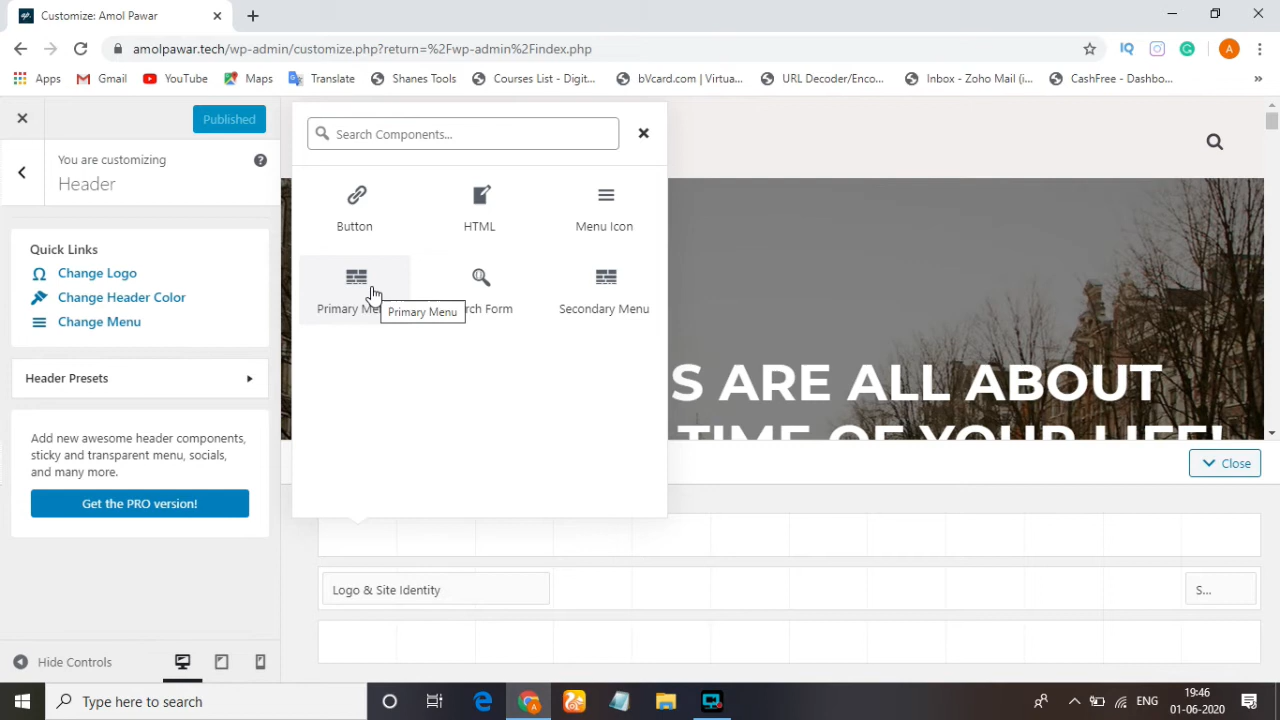 Customize: Amol Pawar
amolpawar.tech/wp-admin/customize.php?return=%2Fwp-admin%2Findex.php
Apps Gmail YouTube Maps Translate Shanes Tools Courses List - Digit... bVcard.com | Virtua... URL Decoder/Enco... Inbox - Zoho Mail (i... CashFree - Dashbo...
Published
You are customizing
Header
Quick Links
Change Logo
Change Header Color
Change Menu
Header Presets
Add new awesome header components,
sticky and transparent menu, socials,
and many more.
Get the PRO version!
Hide Controls
Search Components...
Button HTML Menu Icon
Primary Secondary Menu
Primary Menu
Form
S ARE ALL ABOUT
TIME OF YOUR LIFE!
Close
Logo & Site Identity S...
Type here to search
ENG
19:46
01-06-2020